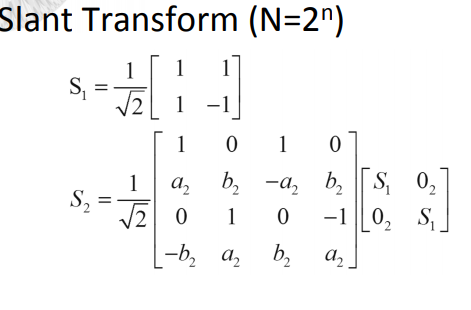 Slant Transform (N=2ⁿ)
S₁ = 1/√2 [ 1 1
1 −1 ]
S₂ = 1/√2 [ 1 0 1 0
a₂ b₂ −a₂ b₂
0 1 0 −1
−b₂ a₂ b₂ a₂ ] [ S₁ 0₂
0₂ S₁ ]